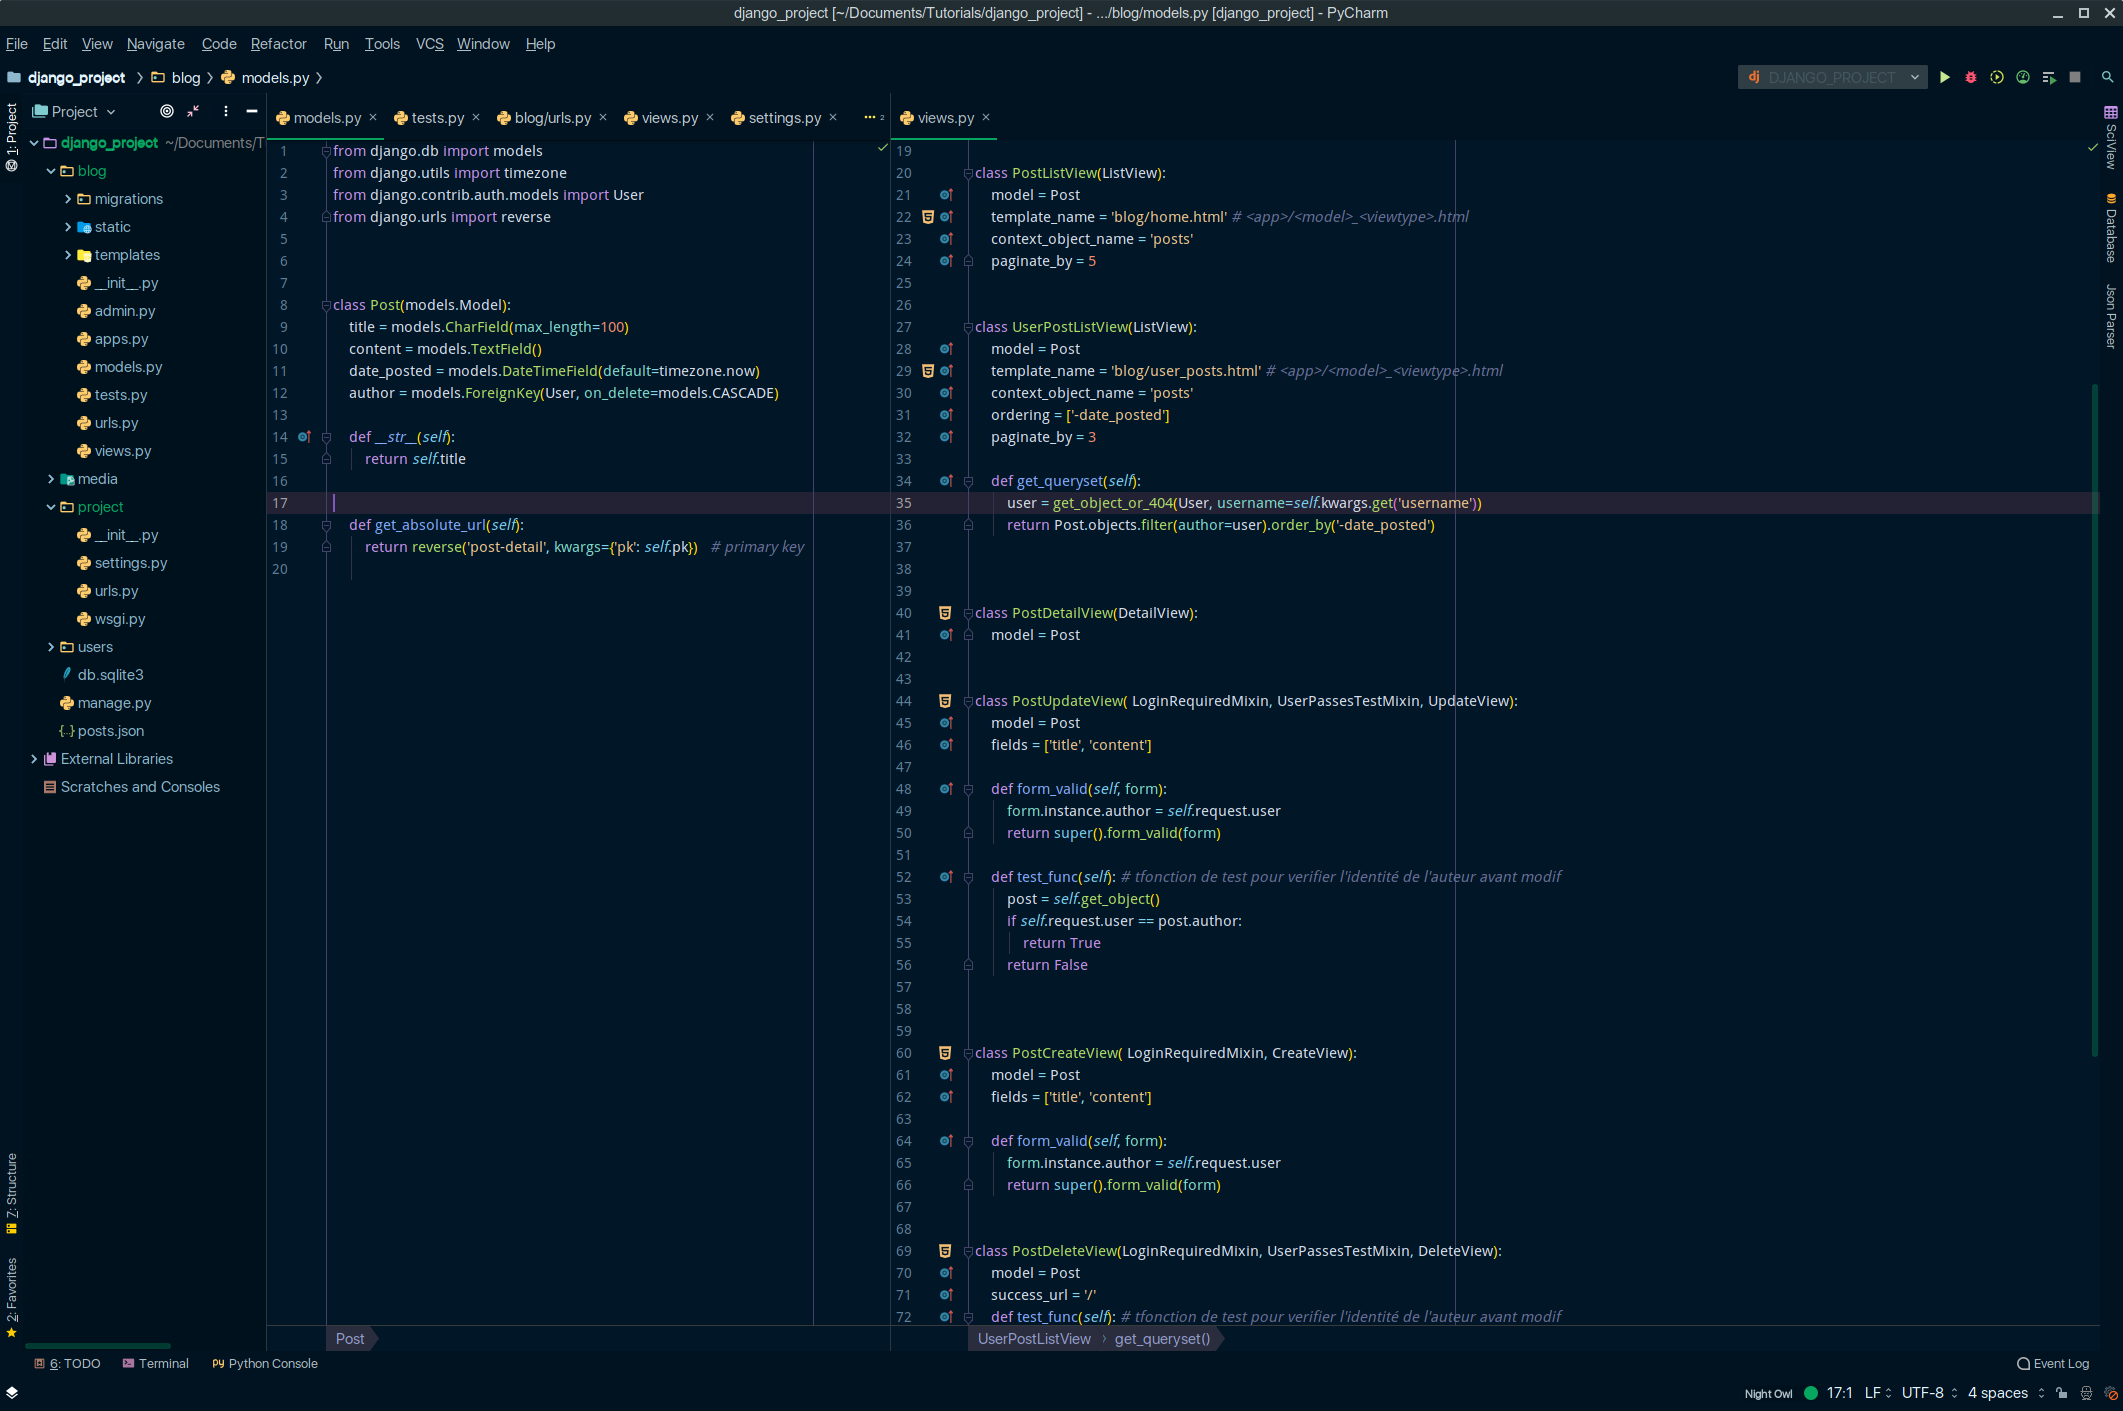 django_project [~/Documents/Tutorials/django_project] - .../blog/models.py [django_project] - PyCharm
File Edit View Navigate Code Refactor Run Tools VCS Window Help
django_project blog models.py
DJANGO_PROJECT
1: Project
7: Structure
2: Favorites
Project
django_project ~/Documents/T
blog
migrations
static
templates
__init__.py
admin.py
apps.py
models.py
tests.py
urls.py
views.py
media
project
__init__.py
settings.py
urls.py
wsgi.py
users
db.sqlite3
manage.py
posts.json
External Libraries
Scratches and Consoles
models.py tests.py blog/urls.py views.py settings.py 2
1 from django.db import models
2 from django.utils import timezone
3 from django.contrib.auth.models import User
4 from django.urls import reverse
5
6
7
8 class Post(models.Model):
9 title = models.CharField(max_length=100)
10 content = models.TextField()
11 date_posted = models.DateTimeField(default=timezone.now)
12 author = models.ForeignKey(User, on_delete=models.CASCADE)
13
14 def __str__(self):
15 return self.title
16
17
18 def get_absolute_url(self):
19 return reverse('post-detail', kwargs={'pk': self.pk}) # primary key
20
Post
views.py
19
20 class PostListView(ListView):
21 model = Post
22 template_name = 'blog/home.html' # <app>/<model>_<viewtype>.html
23 context_object_name = 'posts'
24 paginate_by = 5
25
26
27 class UserPostListView(ListView):
28 model = Post
29 template_name = 'blog/user_posts.html' # <app>/<model>_<viewtype>.html
30 context_object_name = 'posts'
31 ordering = ['-date_posted']
32 paginate_by = 3
33
34 def get_queryset(self):
35 user = get_object_or_404(User, username=self.kwargs.get('username'))
36 return Post.objects.filter(author=user).order_by('-date_posted')
37
38
39
40 class PostDetailView(DetailView):
41 model = Post
42
43
44 class PostUpdateView( LoginRequiredMixin, UserPassesTestMixin, UpdateView):
45 model = Post
46 fields = ['title', 'content']
47
48 def form_valid(self, form):
49 form.instance.author = self.request.user
50 return super().form_valid(form)
51
52 def test_func(self): # tfonction de test pour verifier l'identité de l'auteur avant modif
53 post = self.get_object()
54 if self.request.user == post.author:
55 return True
56 return False
57
58
59
60 class PostCreateView( LoginRequiredMixin, CreateView):
61 model = Post
62 fields = ['title', 'content']
63
64 def form_valid(self, form):
65 form.instance.author = self.request.user
66 return super().form_valid(form)
67
68
69 class PostDeleteView(LoginRequiredMixin, UserPassesTestMixin, DeleteView):
70 model = Post
71 success_url = '/'
72 def test_func(self): # tfonction de test pour verifier l'identité de l'auteur avant modif
UserPostListView get_queryset()
SciView
Database
Json Parser
6: TODO Terminal Python Console Event Log
Night Owl 17:1 LF UTF-8 4 spaces